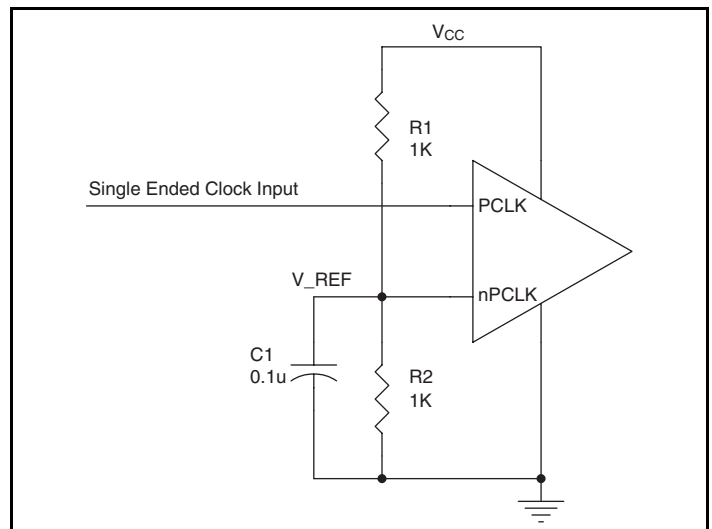 VCC
R1
1K
Single Ended Clock Input
PCLK
V_REF
nPCLK
C1
0.1u
R2
1K